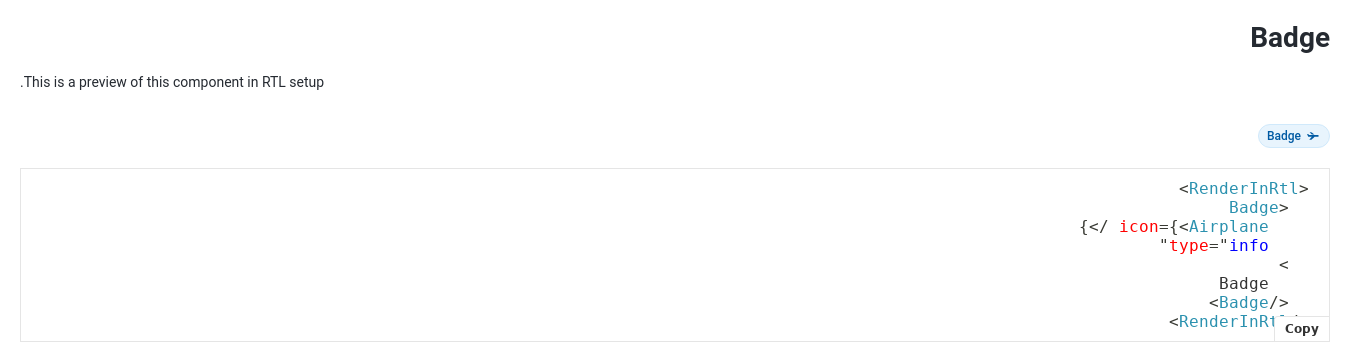 Badge
.This is a preview of this component in RTL setup
Badge
<RenderInRtl>
Badge>
{</ icon={<Airplane
"type="info
<
Badge
<Badge/>
<RenderInRt
Copy